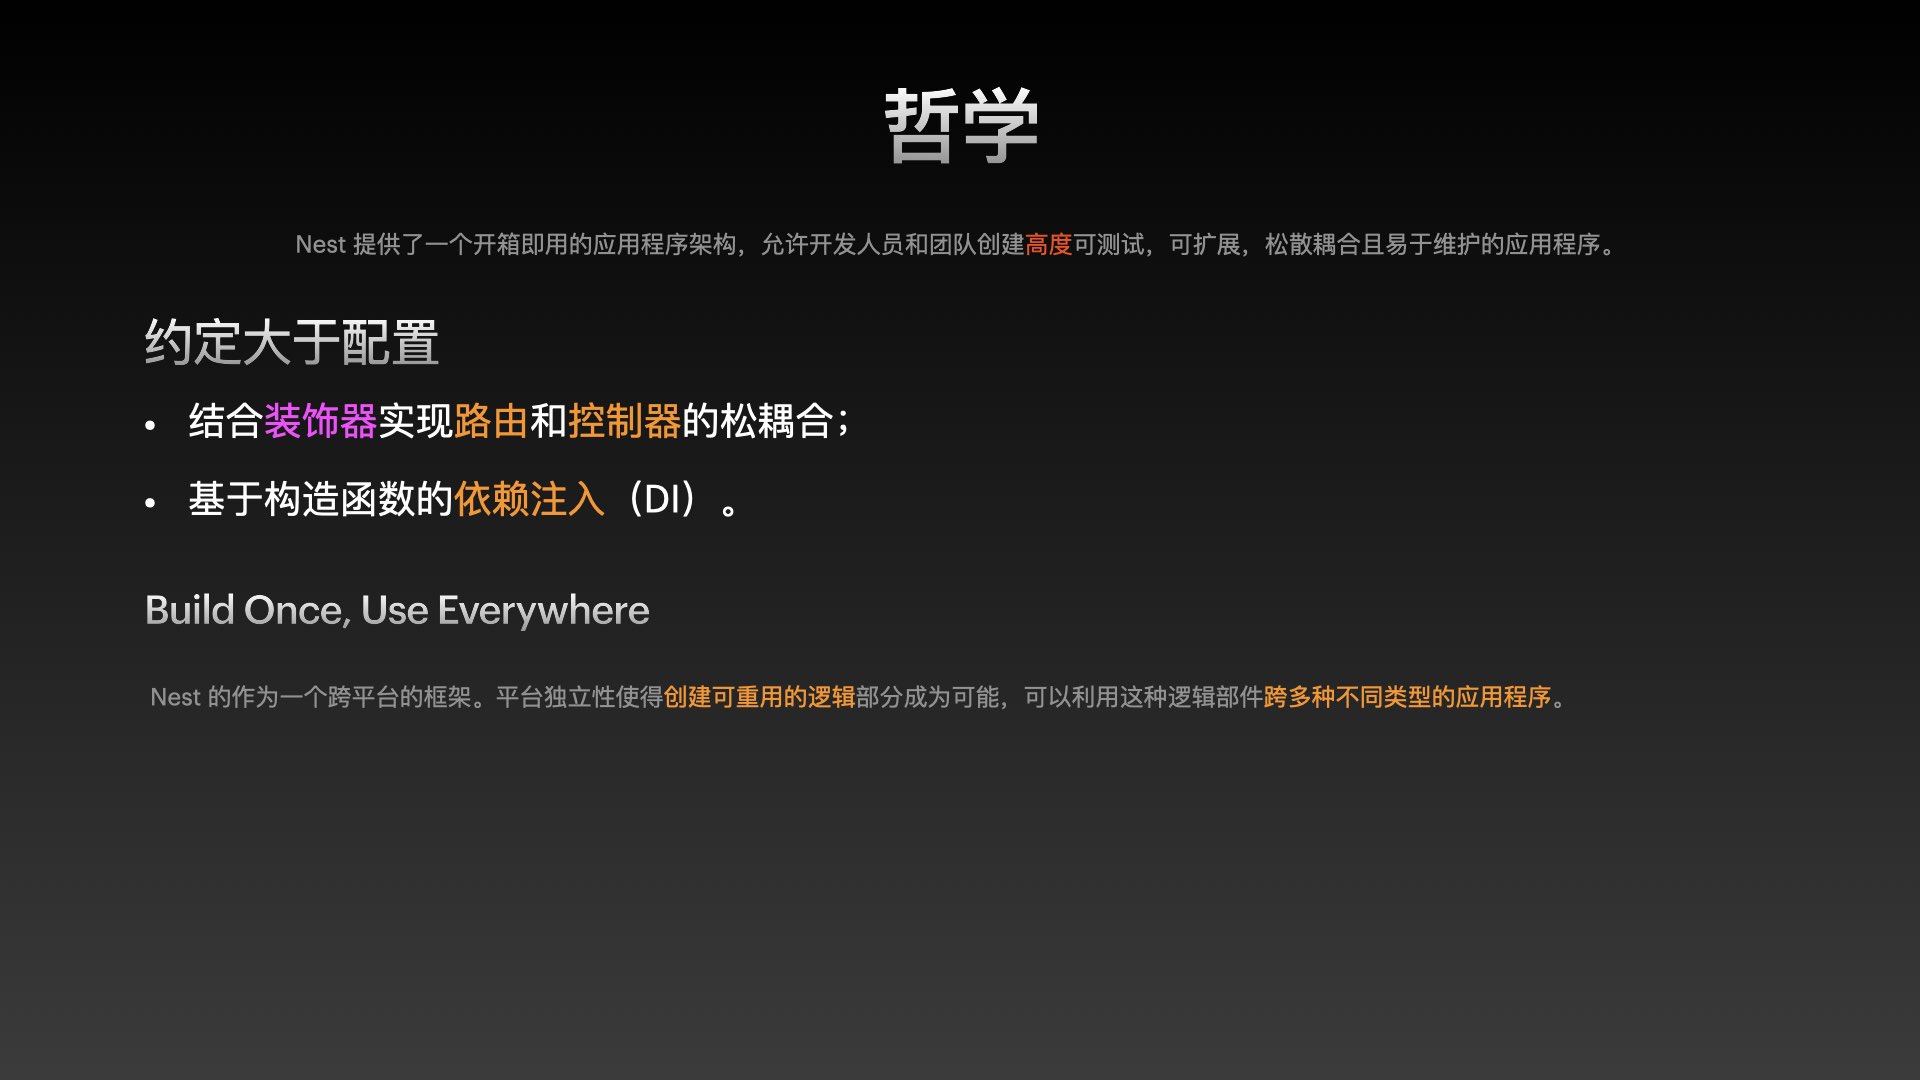 哲学
Nest 提供了一个开箱即用的应用程序架构，允许开发人员和团队创建高度可测试，可扩展，松散耦合且易于维护的应用程序。
约定大于配置
• 结合装饰器实现路由和控制器的松耦合；
• 基于构造函数的依赖注入（DI）。
Build Once, Use Everywhere
Nest 的作为一个跨平台的框架。平台独立性使得创建可重用的逻辑部分成为可能，可以利用这种逻辑部件跨多种不同类型的应用程序。